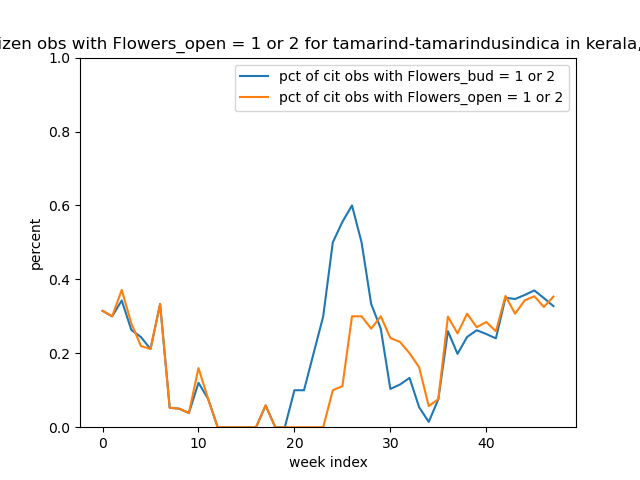 izen obs with Flowers_open = 1 or 2 for tamarind-tamarindusindica in kerala,
pct of cit obs with Flowers_bud = 1 or 2
pct of cit obs with Flowers_open = 1 or 2
percent
1.0
0.8
0.6
0.4
0.2
0.0
0 10 20 30 40
week index